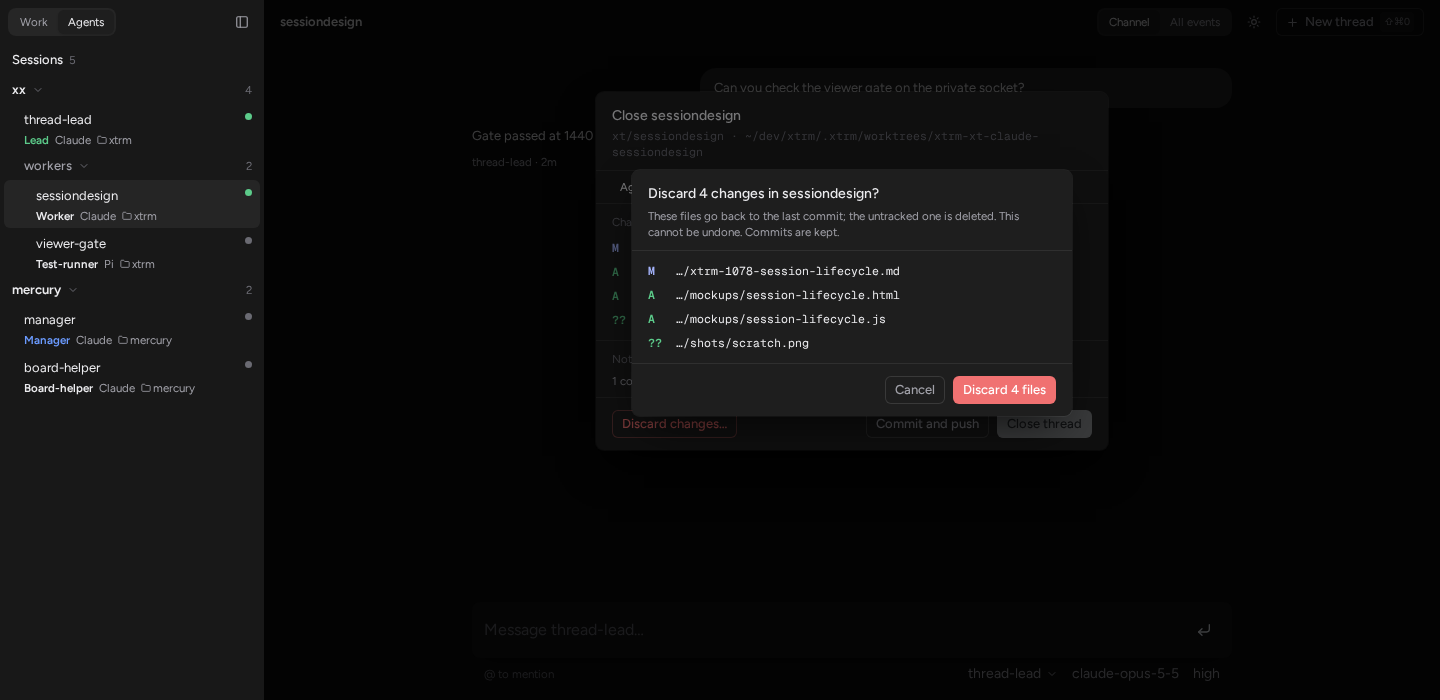 Work Agents
Sessions 5
xx 4
thread-lead
Lead Claude xtrm
workers 2
sessiondesign
Worker Claude xtrm
viewer-gate
Test-runner Pi xtrm
mercury 2
manager
Manager Claude mercury
board-helper
Board-helper Claude mercury
sessiondesign
Channel All events
+ New thread
Can you check the viewer gate on the private socket?
Gate passed at 1440
thread-lead · 2m
Close sessiondesign
xt/sessiondesign · ~/dev/xtrm/.xtrm/worktrees/xtrm-xt-claude-
sessiondesign
M
A
A
??
1 co
Discard changes…
Commit and push
Close thread
Discard 4 changes in sessiondesign?
These files go back to the last commit; the untracked one is deleted. This
cannot be undone. Commits are kept.
M …/xtrm-1078-session-lifecycle.md
A …/mockups/session-lifecycle.html
A …/mockups/session-lifecycle.js
?? …/shots/scratch.png
Cancel
Discard 4 files
Message thread-lead…
@ to mention
thread-lead claude-opus-5-5 high